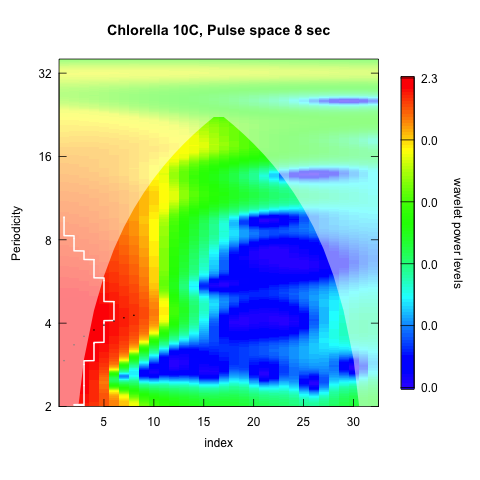 Chlorella 10C, Pulse space 8 sec
32
16
8
4
2
Periodicity
5 10 15 20 25 30
index
2.3
0.0
0.0
0.0
0.0
0.0
wavelet power levels